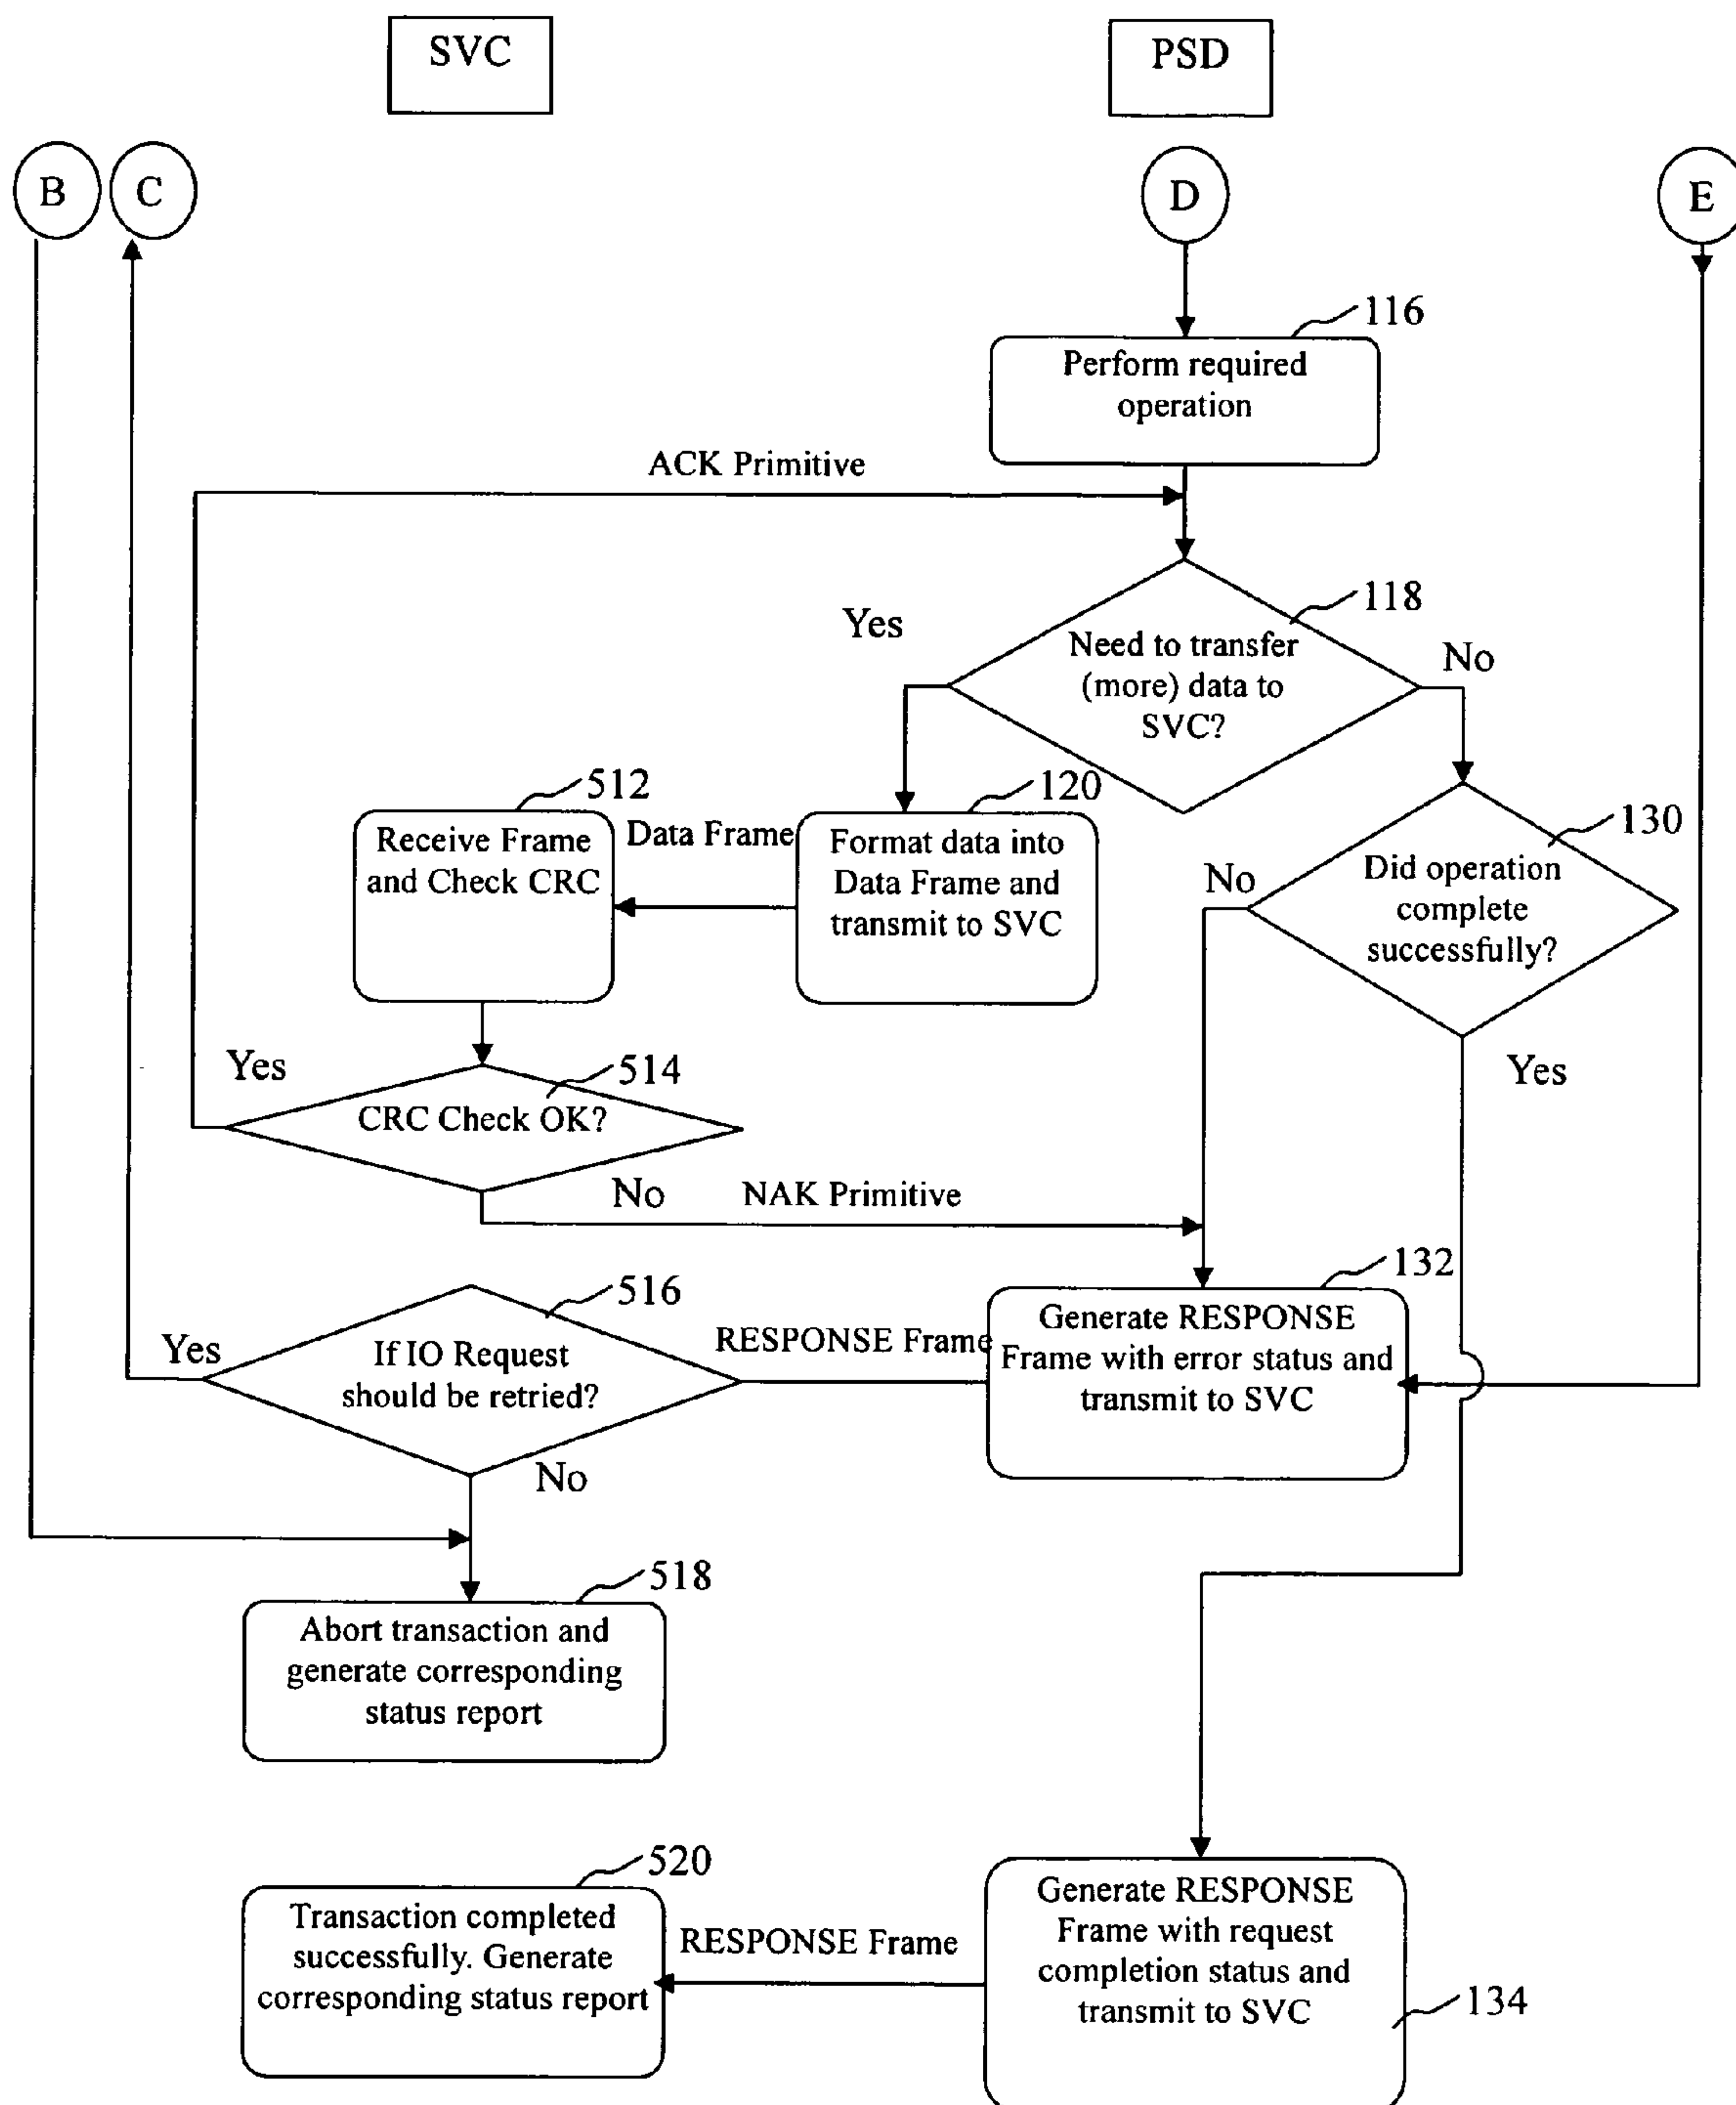 SVC
PSD
B
C
D
E
116
Perform required
operation
ACK Primitive
118
Yes
Need to transfer
(more) data to
SVC?
No
512
Receive Frame
and Check CRC
Data Frame
120
Format data into
Data Frame and
transmit to SVC
130
No
Did operation
complete
successfully?
Yes
Yes
514
CRC Check OK?
No
NAK Primitive
516
Yes
If IO Request
should be retried?
No
RESPONSE Frame
132
Generate RESPONSE
Frame with error status and
transmit to SVC
518
Abort transaction and
generate corresponding
status report
520
Transaction completed
successfully. Generate
corresponding status report
RESPONSE Frame
Generate RESPONSE
Frame with request
completion status and
transmit to SVC
134